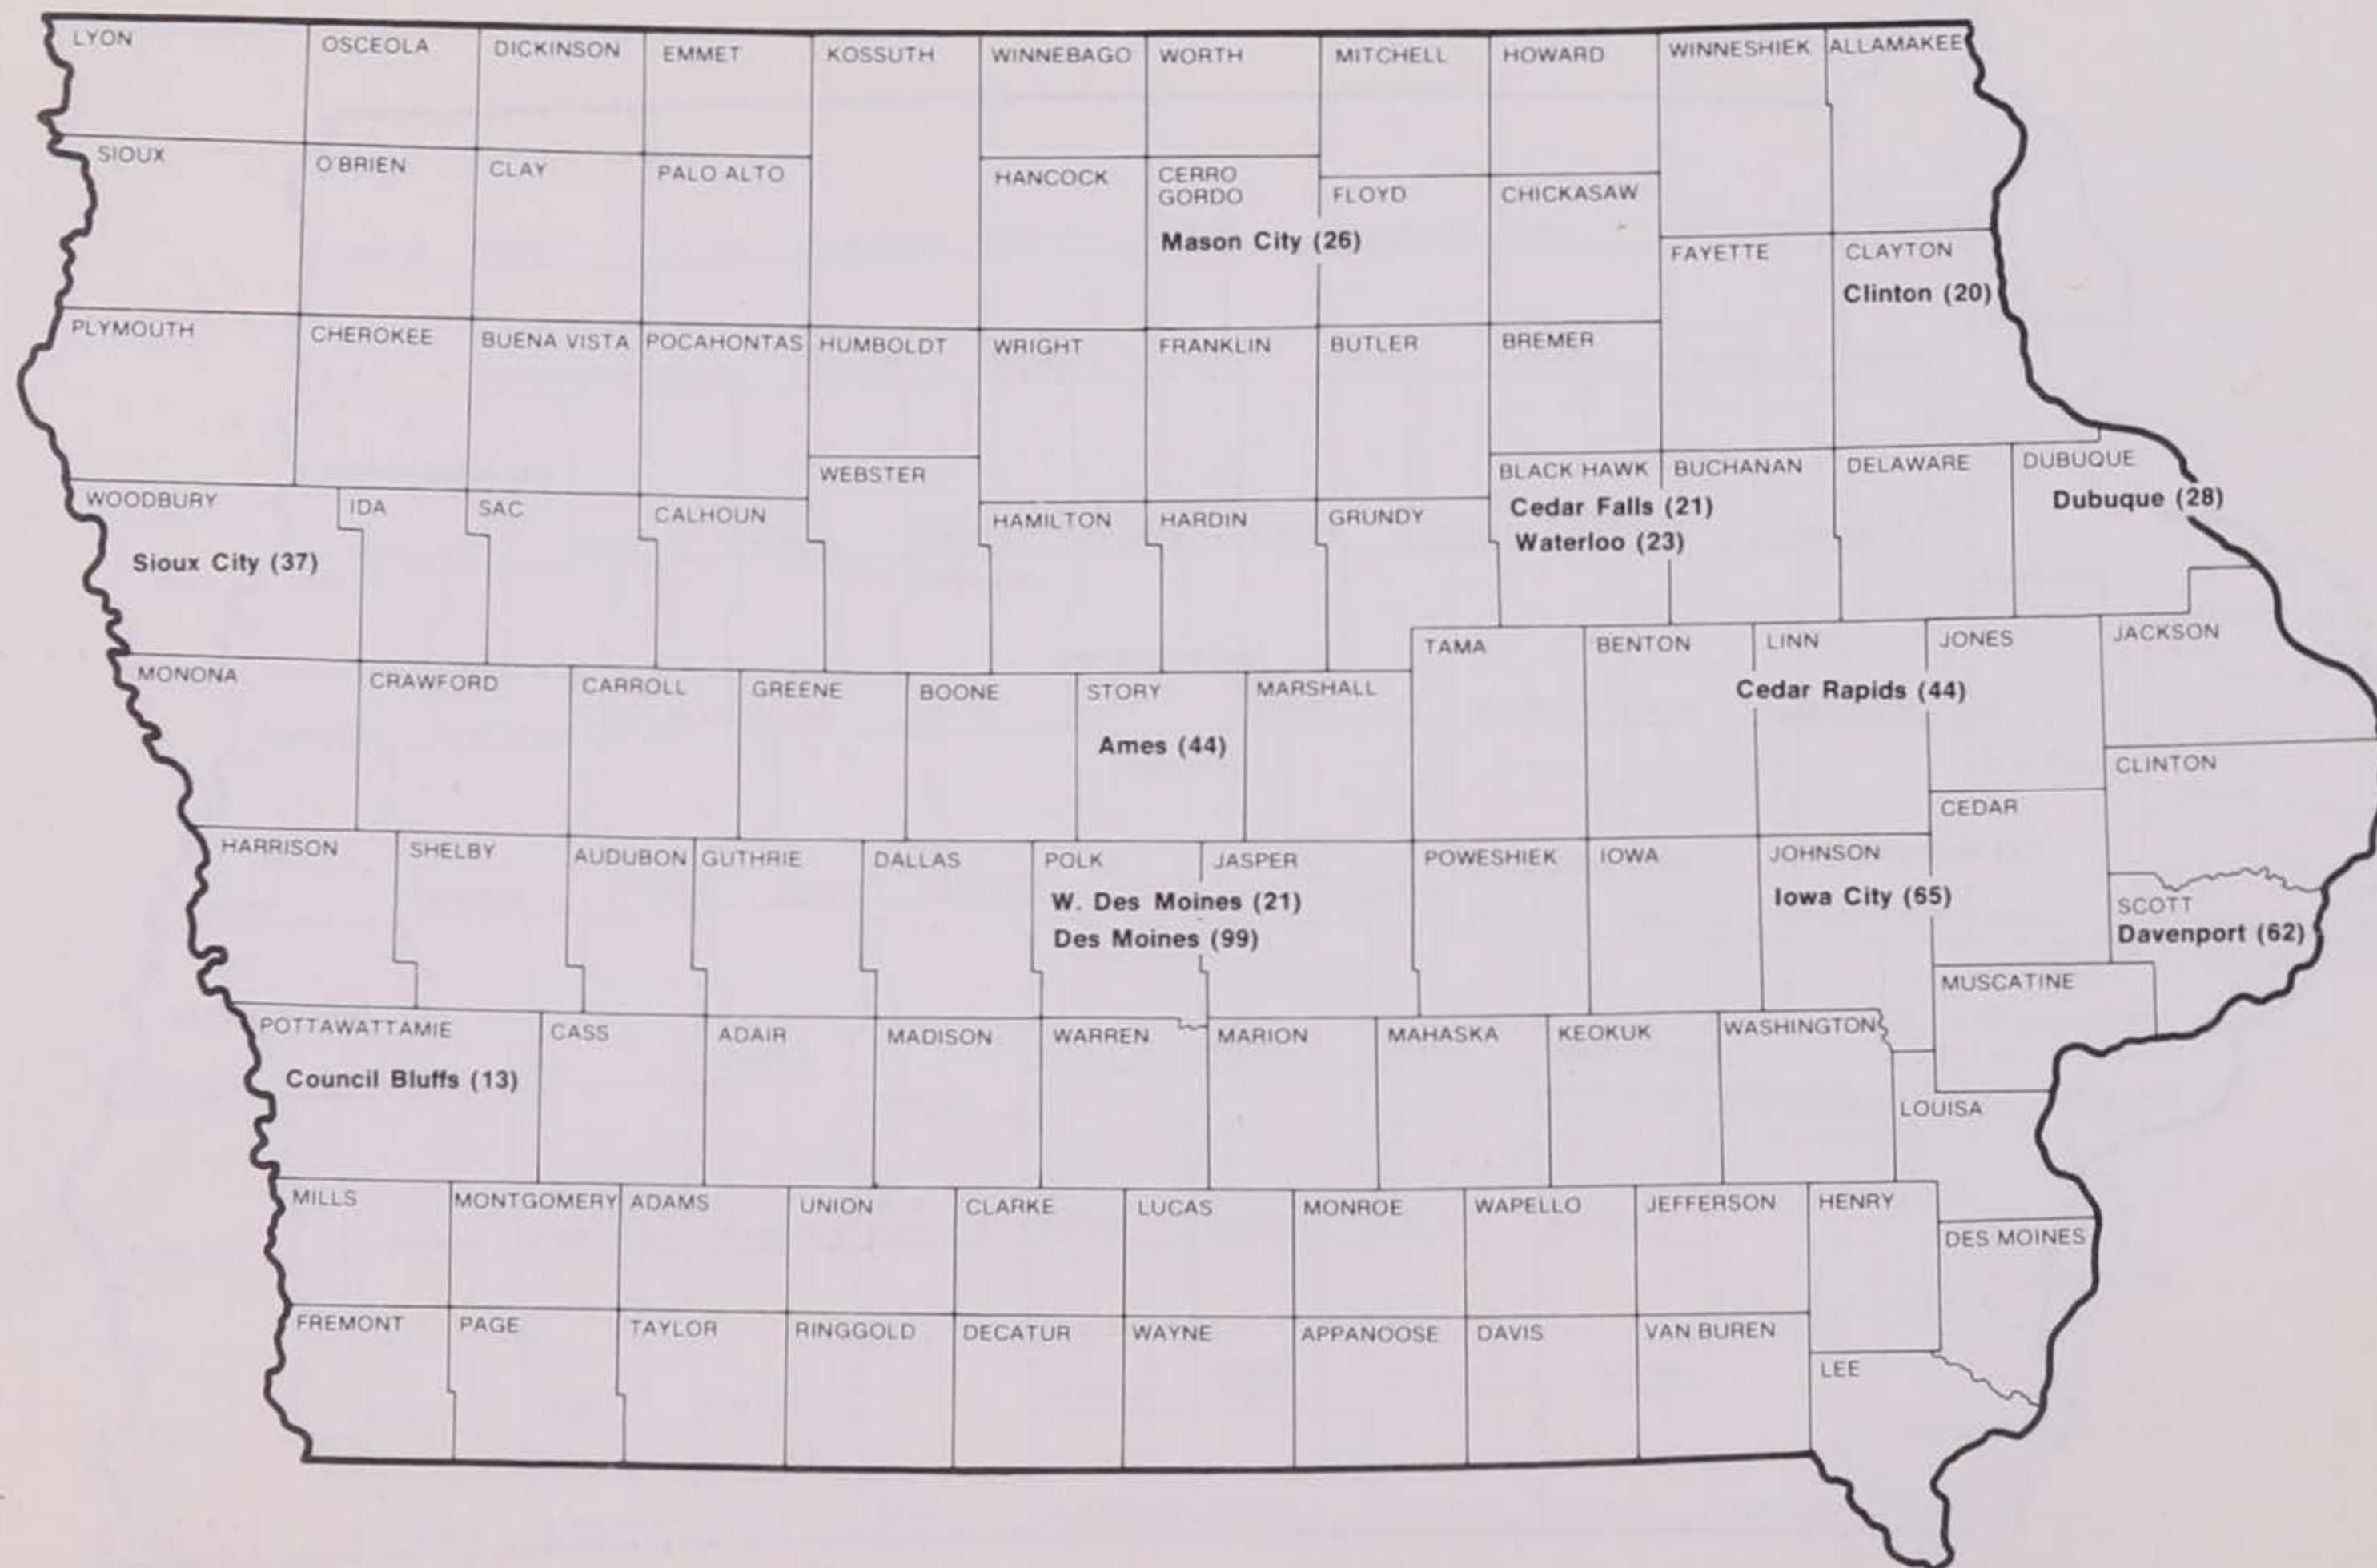 LYON
OSCEOLA
DICKINSON
EMMET
KOSSUTH
WINNEBAGO
WORTH
MITCHELL
HOWARD
WINNESHIEK
ALLAMAKEE
SIOUX
O'BRIEN
CLAY
PALO ALTO
HANCOCK
CERRO
GORDO
FLOYD
CHICKASAW
Mason City (26)
FAYETTE
CLAYTON
Clinton (20)
PLYMOUTH
CHEROKEE
BUENA VISTA
POCAHONTAS
HUMBOLDT
WRIGHT
FRANKLIN
BUTLER
BREMER
WEBSTER
BLACK HAWK
BUCHANAN
DELAWARE
DUBUQUE
Cedar Falls (21)
Waterloo (23)
Dubuque (28)
WOODBURY
IDA
SAC
CALHOUN
HAMILTON
HARDIN
GRUNDY
Sioux City (37)
TAMA
BENTON
LINN
JONES
JACKSON
Cedar Rapids (44)
MONONA
CRAWFORD
CARROLL
GREENE
BOONE
STORY
MARSHALL
Ames (44)
CLINTON
CEDAR
HARRISON
SHELBY
AUDUBON
GUTHRIE
DALLAS
POLK
JASPER
POWESHIEK
IOWA
JOHNSON
W. Des Moines (21)
Des Moines (99)
Iowa City (65)
SCOTT
Davenport (62)
MUSCATINE
POTTAWATTAMIE
CASS
ADAIR
MADISON
WARREN
MARION
MAHASKA
KEOKUK
WASHINGTON
Council Bluffs (13)
LOUISA
MILLS
MONTGOMERY
ADAMS
UNION
CLARKE
LUCAS
MONROE
WAPELLO
JEFFERSON
HENRY
DES MOINES
FREMONT
PAGE
TAYLOR
RINGGOLD
DECATUR
WAYNE
APPANOOSE
DAVIS
VAN BUREN
LEE